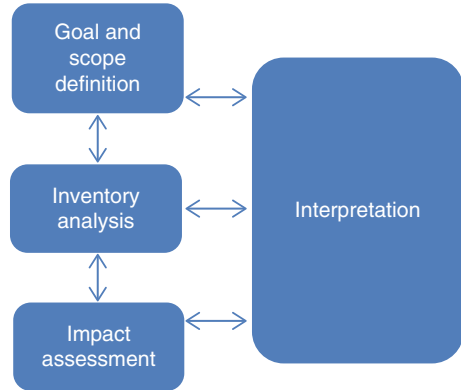 Goal and
scope
definition
Inventory
analysis
Interpretation
Impact
assessment